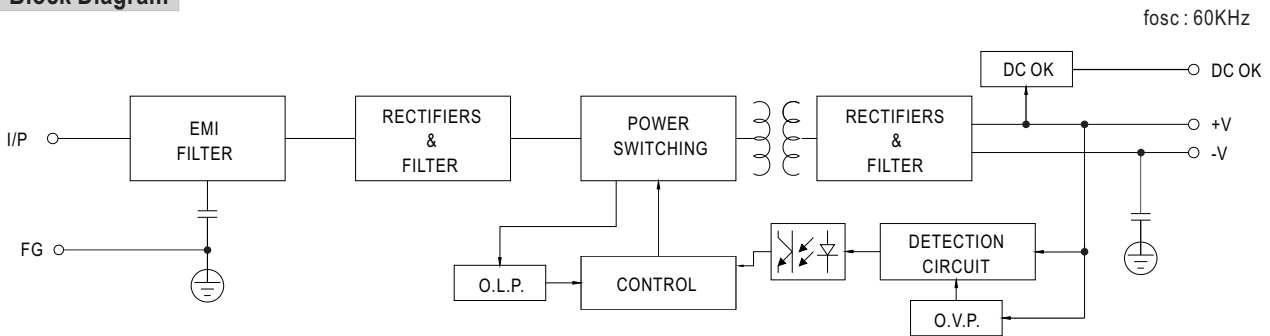 Block Diagram
fosc : 60KHz
DC OK
DC OK
I/P
EMI
FILTER
RECTIFIERS
&
FILTER
POWER
SWITCHING
RECTIFIERS
&
FILTER
+V
-V
FG
O.L.P.
CONTROL
DETECTION
CIRCUIT
O.V.P.